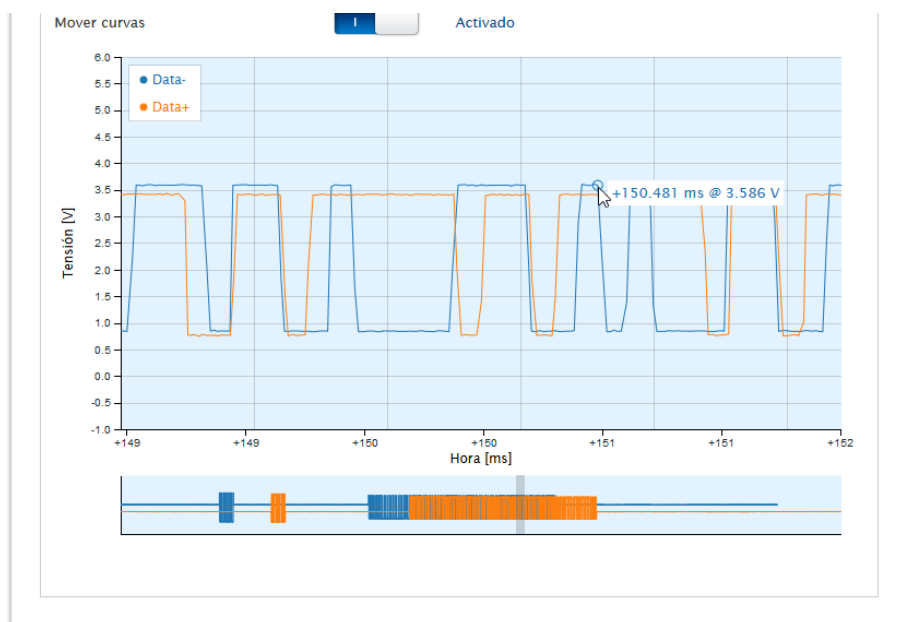 Mover curvas I Activado
6.0
Data-
5.5
Data+
5.0
4.5
4.0
3.5
+150.481 ms @ 3.586 V
3.0
Tensión [V]
2.5
2.0
1.5
1.0
0.5
0.0
-0.5
-1.0
+149 +149 +150 +150 +151 +151 +152
Hora [ms]